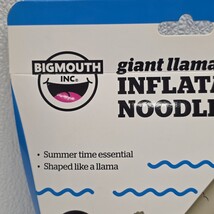 BIGMOUTH
INC®
giant llama
INFLATA
NOODLE
• Summer time essential
• Shaped like a llama